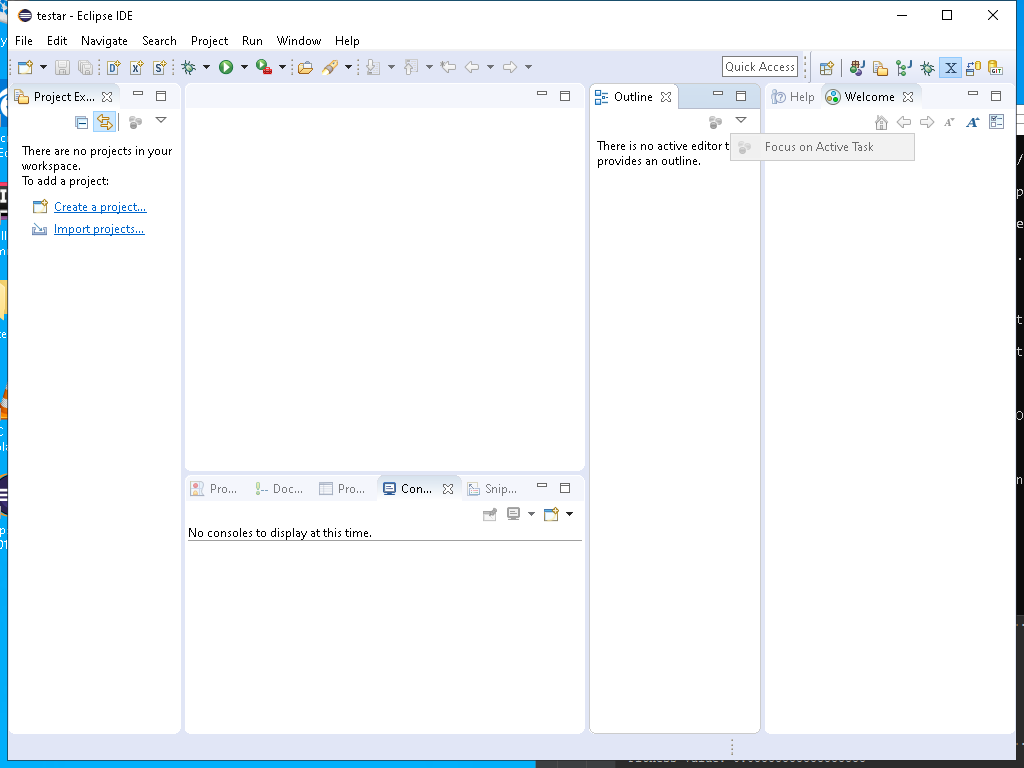 testar - Eclipse IDE
File Edit Navigate Search Project Run Window Help
Quick Access
Project Ex...
Outline
Help
Welcome
There are no projects in your
workspace.
To add a project:
Create a project...
Import projects...
There is no active editor t
provides an outline.
Focus on Active Task
Pro...
Doc...
Pro...
Con...
Snip...
No consoles to display at this time.